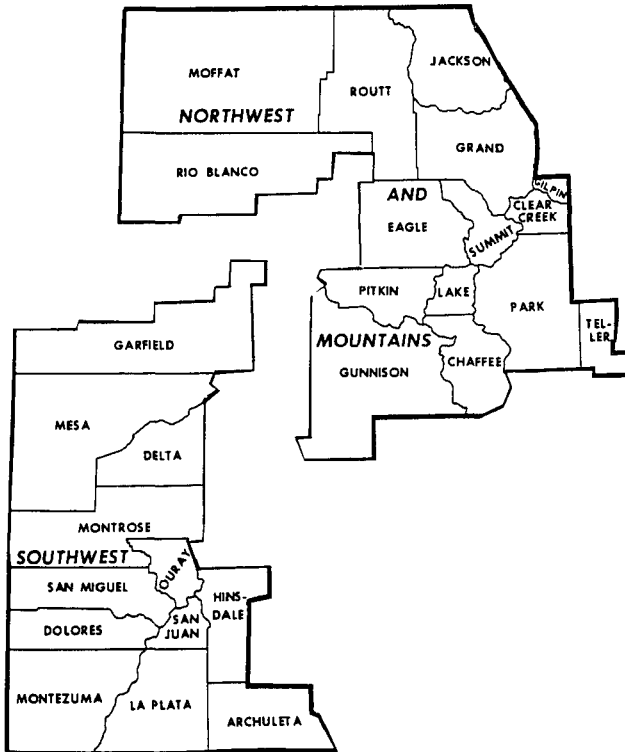 MOFFAT
JACKSON
ROUTT
NORTHWEST
GRAND
RIO BLANCO
GILPIN
AND
CLEAR
CREEK
EAGLE
SUMMIT
PITKIN
LAKE
PARK
TEL-
LER
GARFIELD
MOUNTAINS
CHAFFEE
GUNNISON
MESA
DELTA
MONTROSE
SOUTHWEST
OURAY
SAN MIGUEL
HINS-
DALE
SAN
JUAN
DOLORES
MONTEZUMA
LA PLATA
ARCHULETA